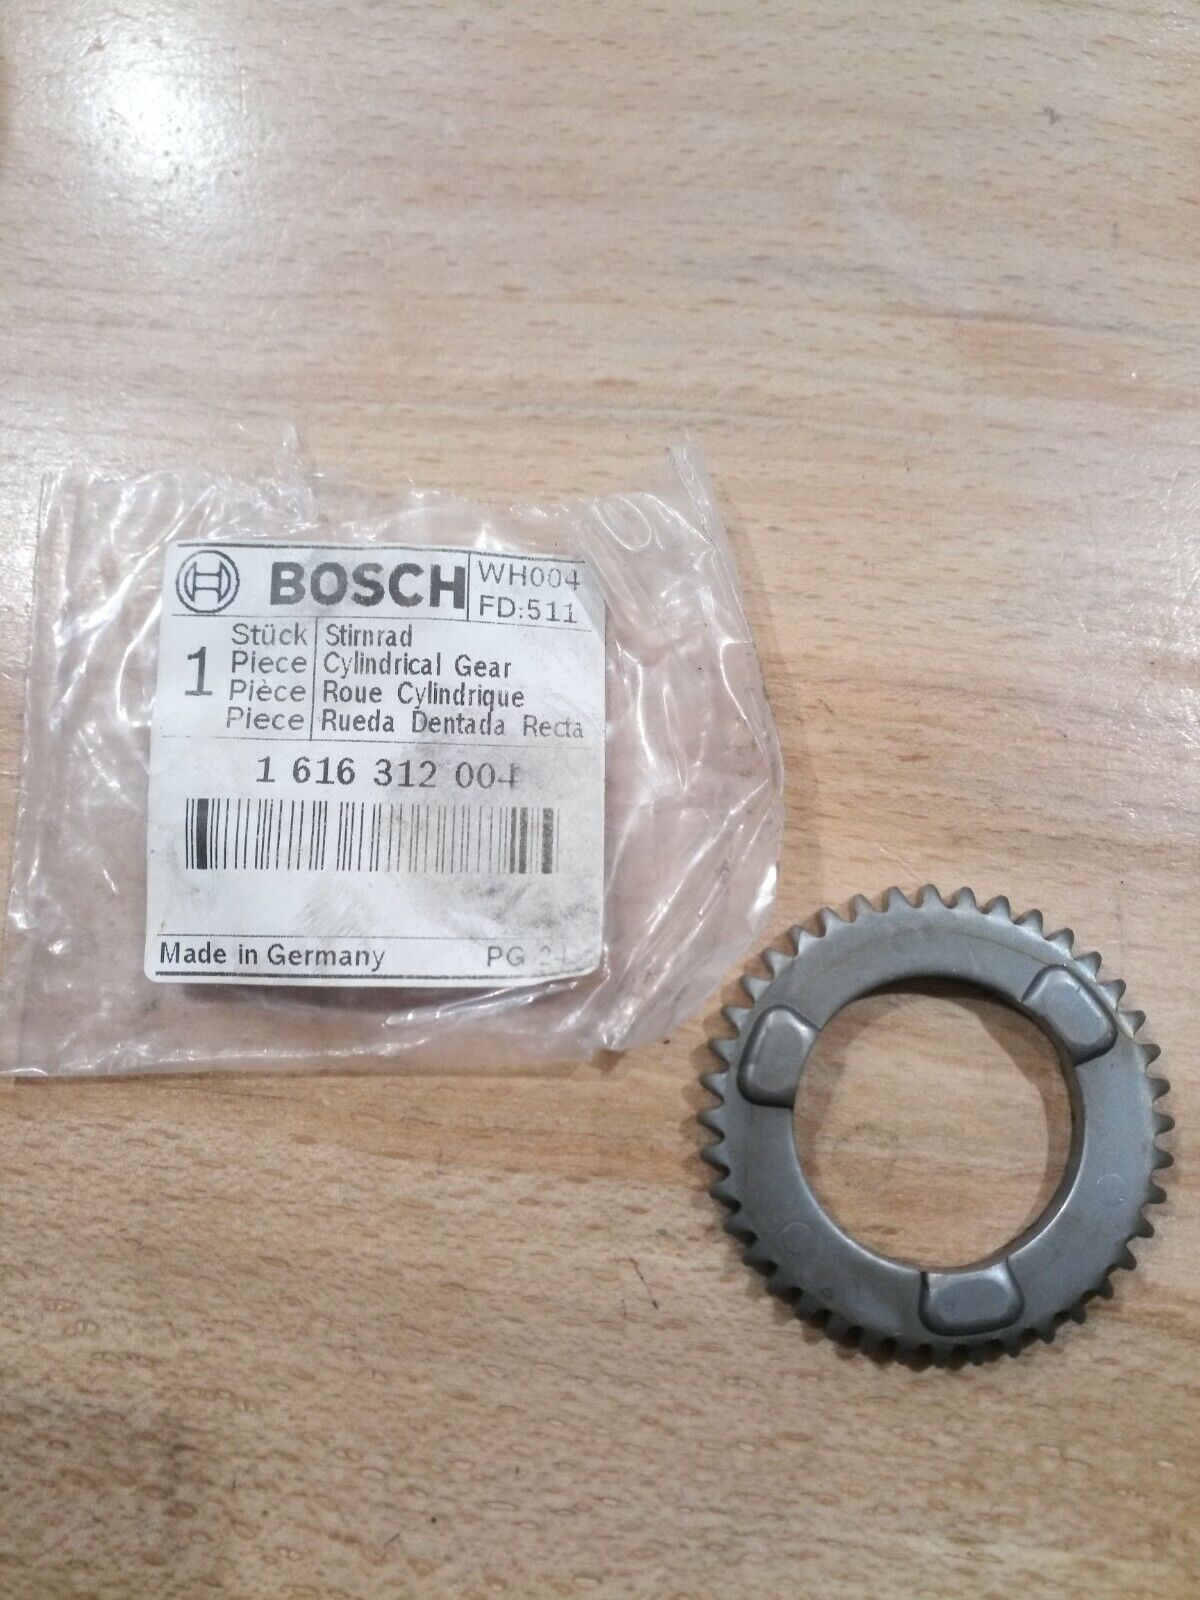 BOSCH WH004
FD:511
1 Stück Stirnrad
Piece Cylindrical Gear
Pièce Roue Cylindrique
Piece Rueda Dentada Recta
1 616 312 004
Made in Germany PG